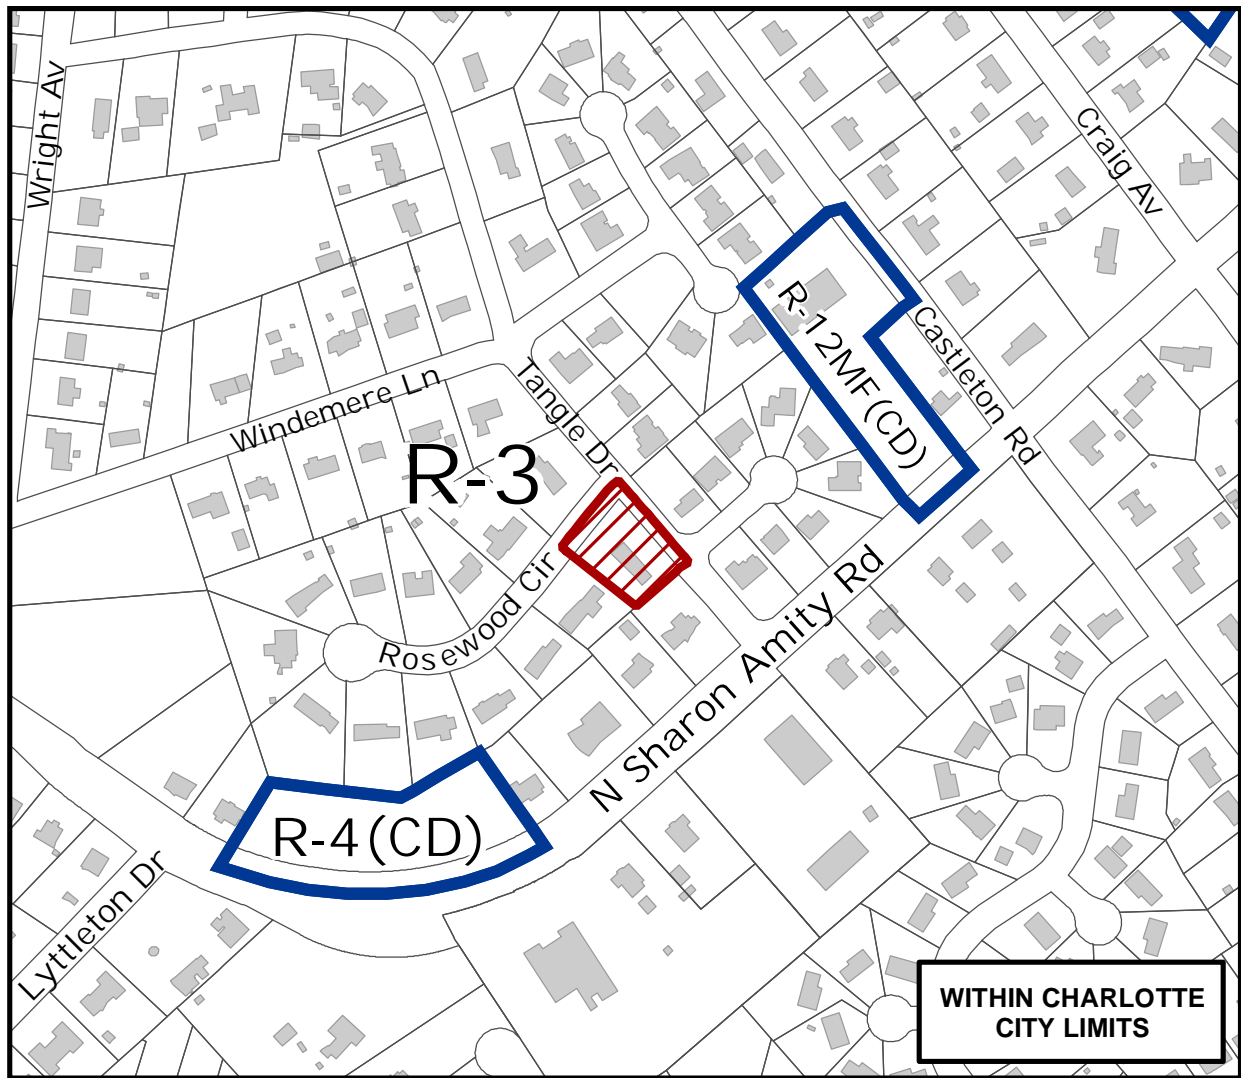 Wright Av
Craig Av
R-12MF(CD)
Castleton Rd
Tangle Dr
Windemere Ln
R-3
Rosewood Cir
N Sharon Amity Rd
R-4(CD)
Lyttleton Dr
WITHIN CHARLOTTE
CITY LIMITS